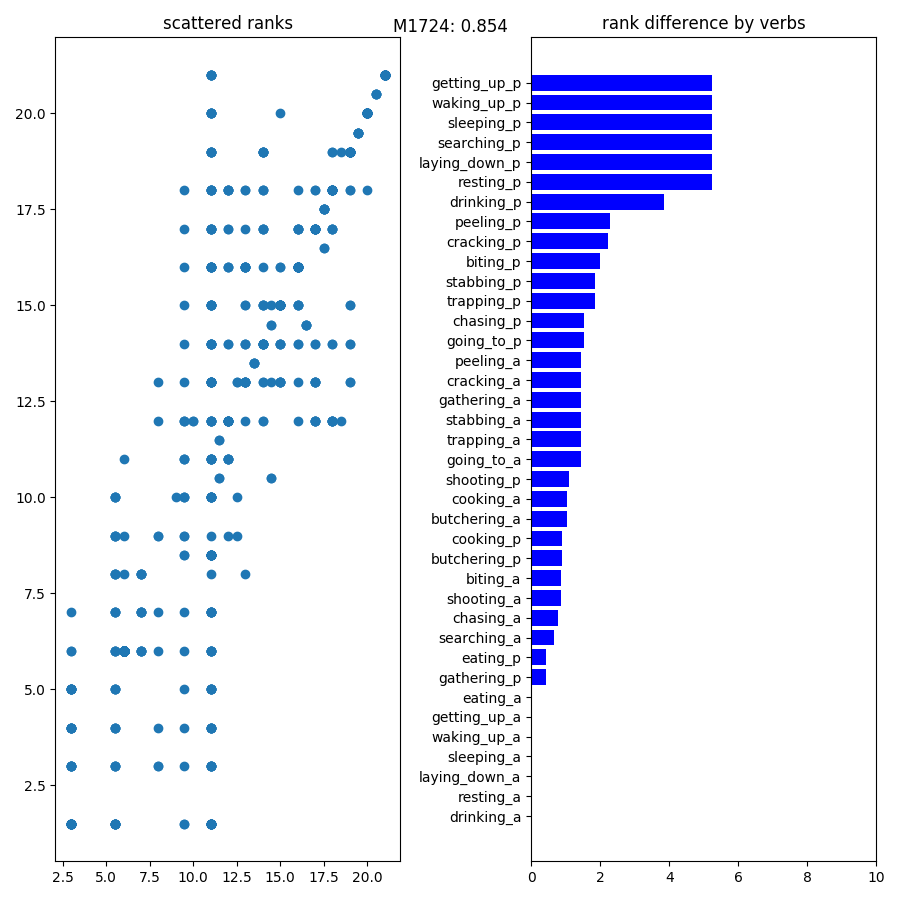 scattered ranks
M1724: 0.854
rank difference by verbs
20.0
17.5
15.0
12.5
10.0
7.5
5.0
2.5
2.5 5.0 7.5 10.0 12.5 15.0 17.5 20.0
getting_up_p
waking_up_p
sleeping_p
searching_p
laying_down_p
resting_p
drinking_p
peeling_p
cracking_p
biting_p
stabbing_p
trapping_p
chasing_p
going_to_p
peeling_a
cracking_a
gathering_a
stabbing_a
trapping_a
going_to_a
shooting_p
cooking_a
butchering_a
cooking_p
butchering_p
biting_a
shooting_a
chasing_a
searching_a
eating_p
gathering_p
eating_a
getting_up_a
waking_up_a
sleeping_a
laying_down_a
resting_a
drinking_a
0 2 4 6 8 10